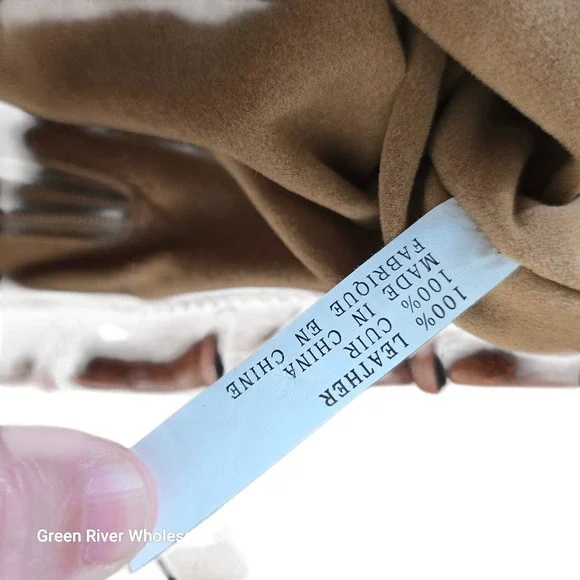 100% LEATHER
100% CUIR
MADE IN CHINA
FABRIQUE EN CHINE
Green River Wholes